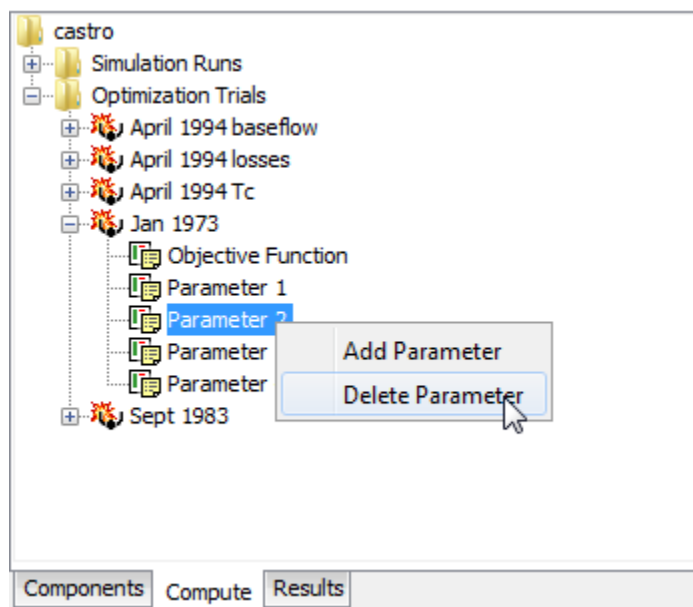 castro
Simulation Runs
Optimization Trials
April 1994 baseflow
April 1994 losses
April 1994 Tc
Jan 1973
Objective Function
Parameter 1
Parameter 2
Parameter
Parameter
Add Parameter
Delete Parameter
Sept 1983
Components Compute Results